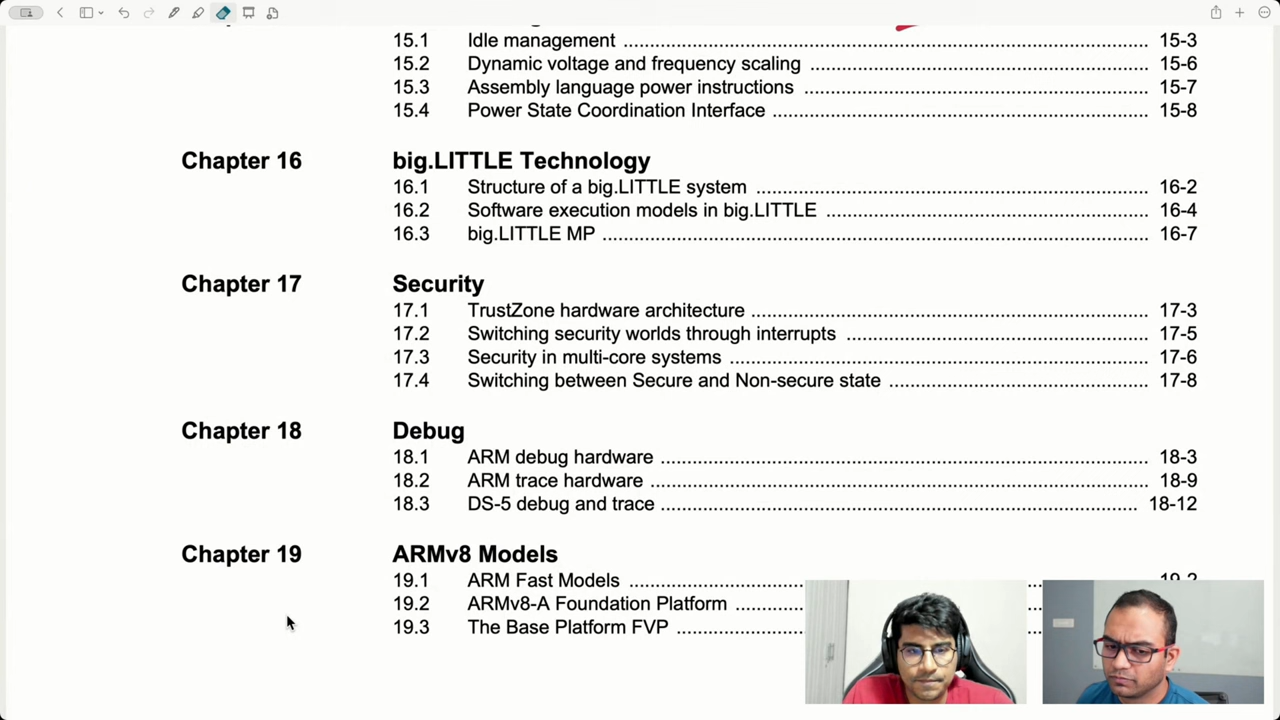 15.1 Idle management ........ 15-3
15.2 Dynamic voltage and frequency scaling ........ 15-6
15.3 Assembly language power instructions ........ 15-7
15.4 Power State Coordination Interface ........ 15-8
Chapter 16 big.LITTLE Technology
16.1 Structure of a big.LITTLE system ........ 16-2
16.2 Software execution models in big.LITTLE ........ 16-4
16.3 big.LITTLE MP ........ 16-7
Chapter 17 Security
17.1 TrustZone hardware architecture ........ 17-3
17.2 Switching security worlds through interrupts ........ 17-5
17.3 Security in multi-core systems ........ 17-6
17.4 Switching between Secure and Non-secure state ........ 17-8
Chapter 18 Debug
18.1 ARM debug hardware ........ 18-3
18.2 ARM trace hardware ........ 18-9
18.3 DS-5 debug and trace ........ 18-12
Chapter 19 ARMv8 Models
19.1 ARM Fast Models ........ 19-2
19.2 ARMv8-A Foundation Platform ........
19.3 The Base Platform FVP ........